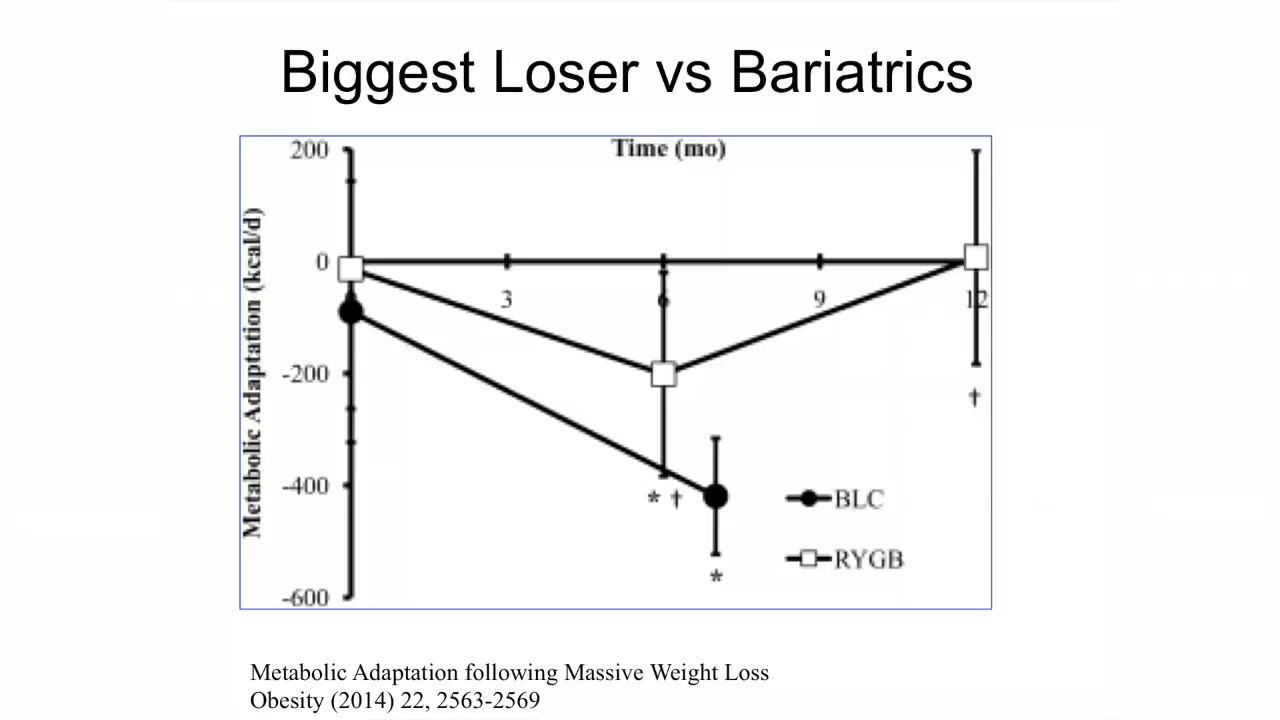 Biggest Loser vs Bariatrics
Time (mo)
Metabolic Adaptation (kcal/d)
200
0
-200
-400
-600
3
6
9
12
* †
*
†
BLC
RYGB
Metabolic Adaptation following Massive Weight Loss
Obesity (2014) 22, 2563-2569